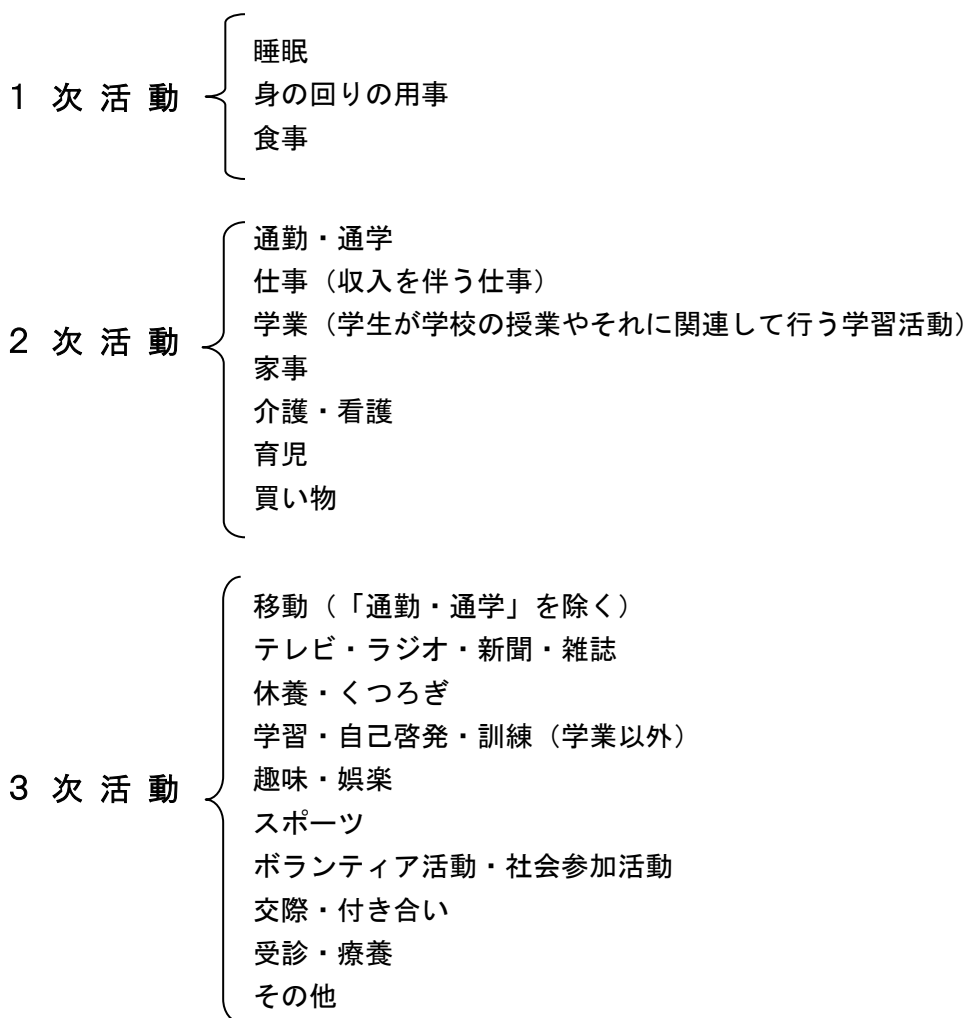 １次活動
睡眠
身の回りの用事
食事
２次活動
通勤・通学
仕事（収入を伴う仕事）
学業（学生が学校の授業やそれに関連して行う学習活動）
家事
介護・看護
育児
買い物
３次活動
移動（「通勤・通学」を除く）
テレビ・ラジオ・新聞・雑誌
休養・くつろぎ
学習・自己啓発・訓練（学業以外）
趣味・娯楽
スポーツ
ボランティア活動・社会参加活動
交際・付き合い
受診・療養
その他